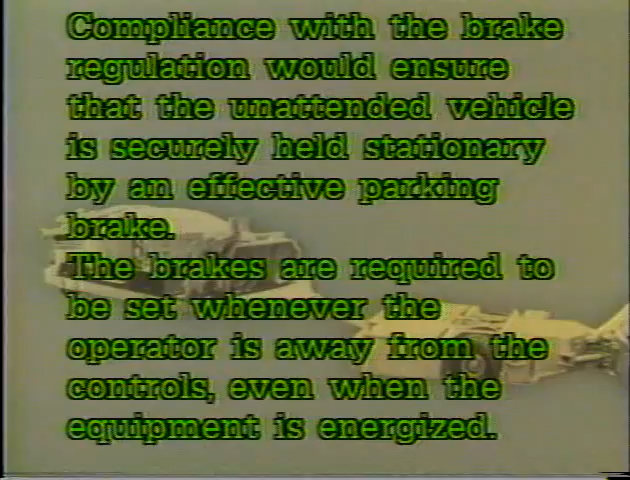 Compliance with the brake
regulation would ensure
that the unattended vehicle
is securely held stationary
by an effective parking
brake.
The brakes are required to
be set whenever the
operator is away from the
controls, even when the
equipment is energized.